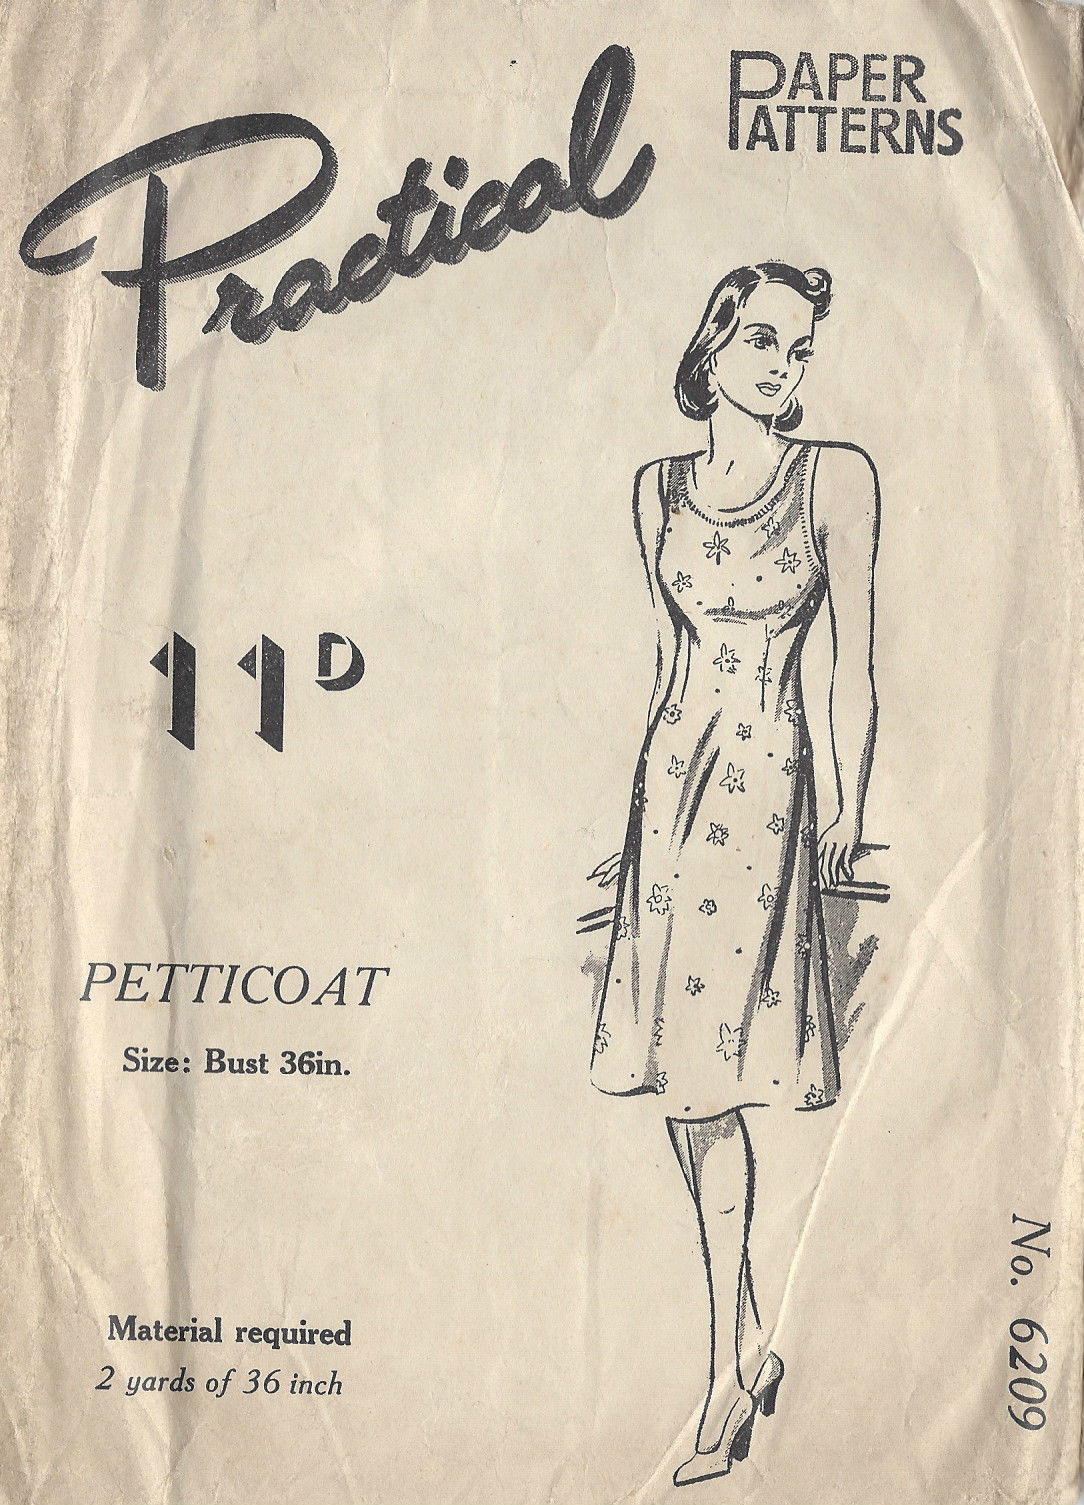 Practical
PAPER
PATTERNS
11D
PETTICOAT
Size: Bust 36in.
Material required
2 yards of 36 inch
No. 6209